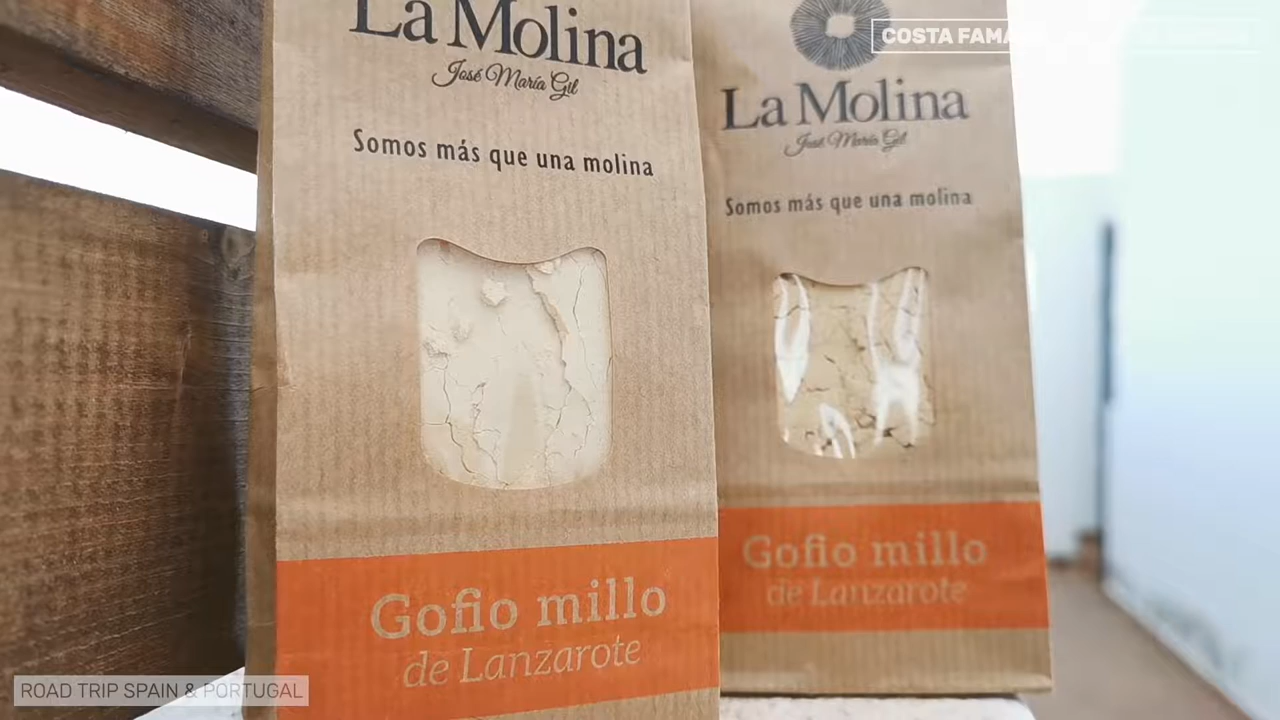 COSTA FAMA
La Molina
José María Gil
Somos más que una molina
Gofio millo
de Lanzarote
La Molina
José María Gil
Somos más que una molina
Gofio millo
de Lanzarote
ROAD TRIP SPAIN & PORTUGAL